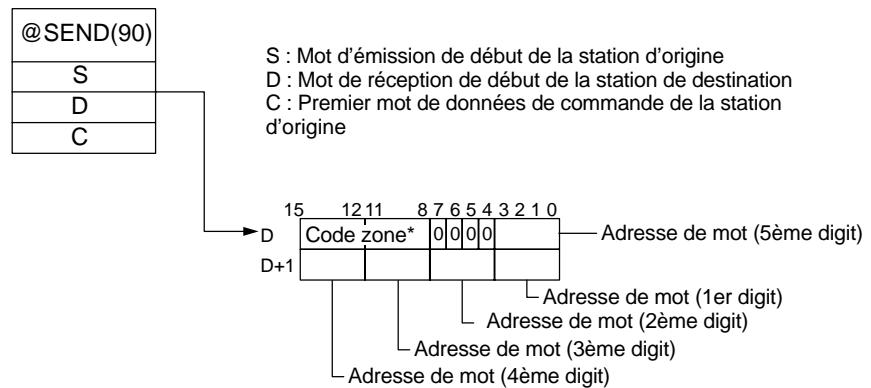 @SEND(90)
S
D
C
S : Mot d'émission de début de la station d'origine
D : Mot de réception de début de la station de destination
C : Premier mot de données de commande de la station
d'origine
15 12 11 8 7 6 5 4 3 2 1 0
D Code zone* 0 0 0 0 Adresse de mot (5ème digit)
D+1
Adresse de mot (1er digit)
Adresse de mot (2ème digit)
Adresse de mot (3ème digit)
Adresse de mot (4ème digit)